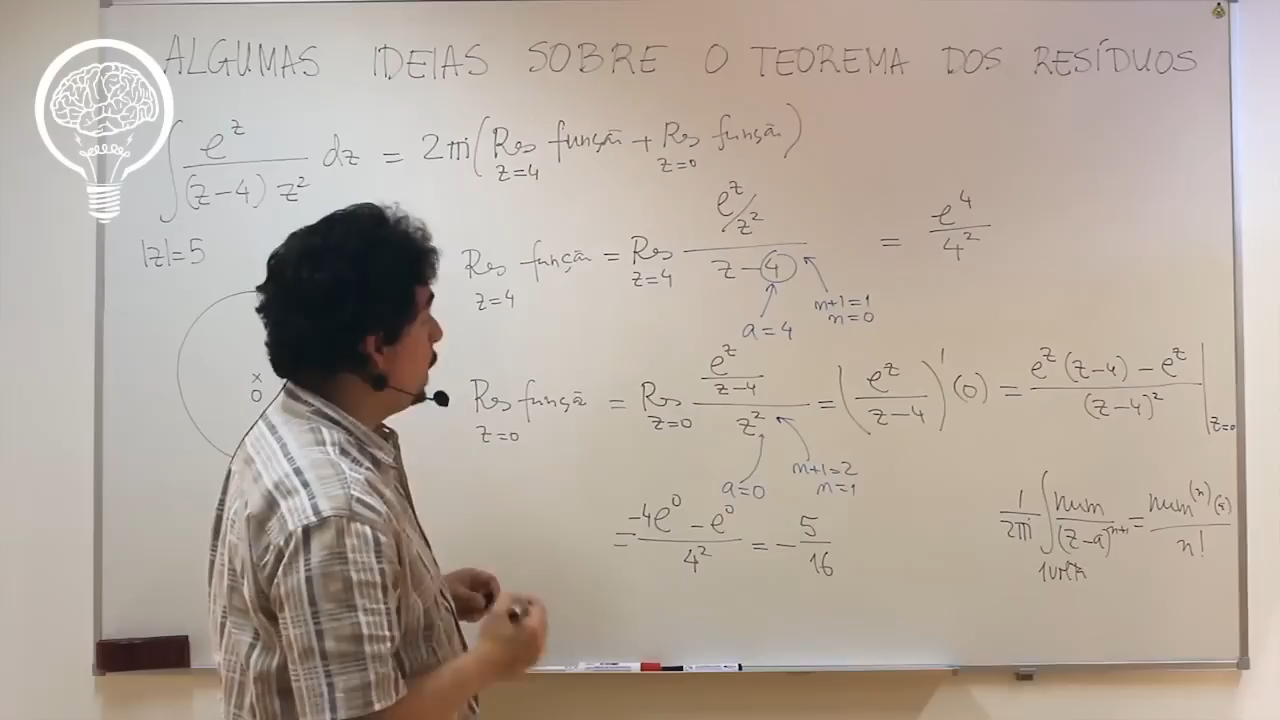 ALGUMAS IDEIAS SOBRE O TEOREMA DOS RESÍDUOS
∫ e^z / ((z-4) z²) dz = 2πi (Res função + Res função)
z=4 z=0
|z|=5
Res função = Res (e^z/z²) / (z-4) = e^4 / 4²
z=4 z=4
n+1=1
n=0
a=4
x
0
Res função = Res (e^z/(z-4)) / z² = (e^z/(z-4))' (0) = (e^z (z-4) - e^z) / (z-4)² |z=0
z=0 z=0
n+1=2
a=0 n=1
= (-4e^0 - e^0) / 4² = -5/16
1/(2πi) ∫ num / (z-a)^(n+1) = num^(n)(a) / n!
1 VOLTA